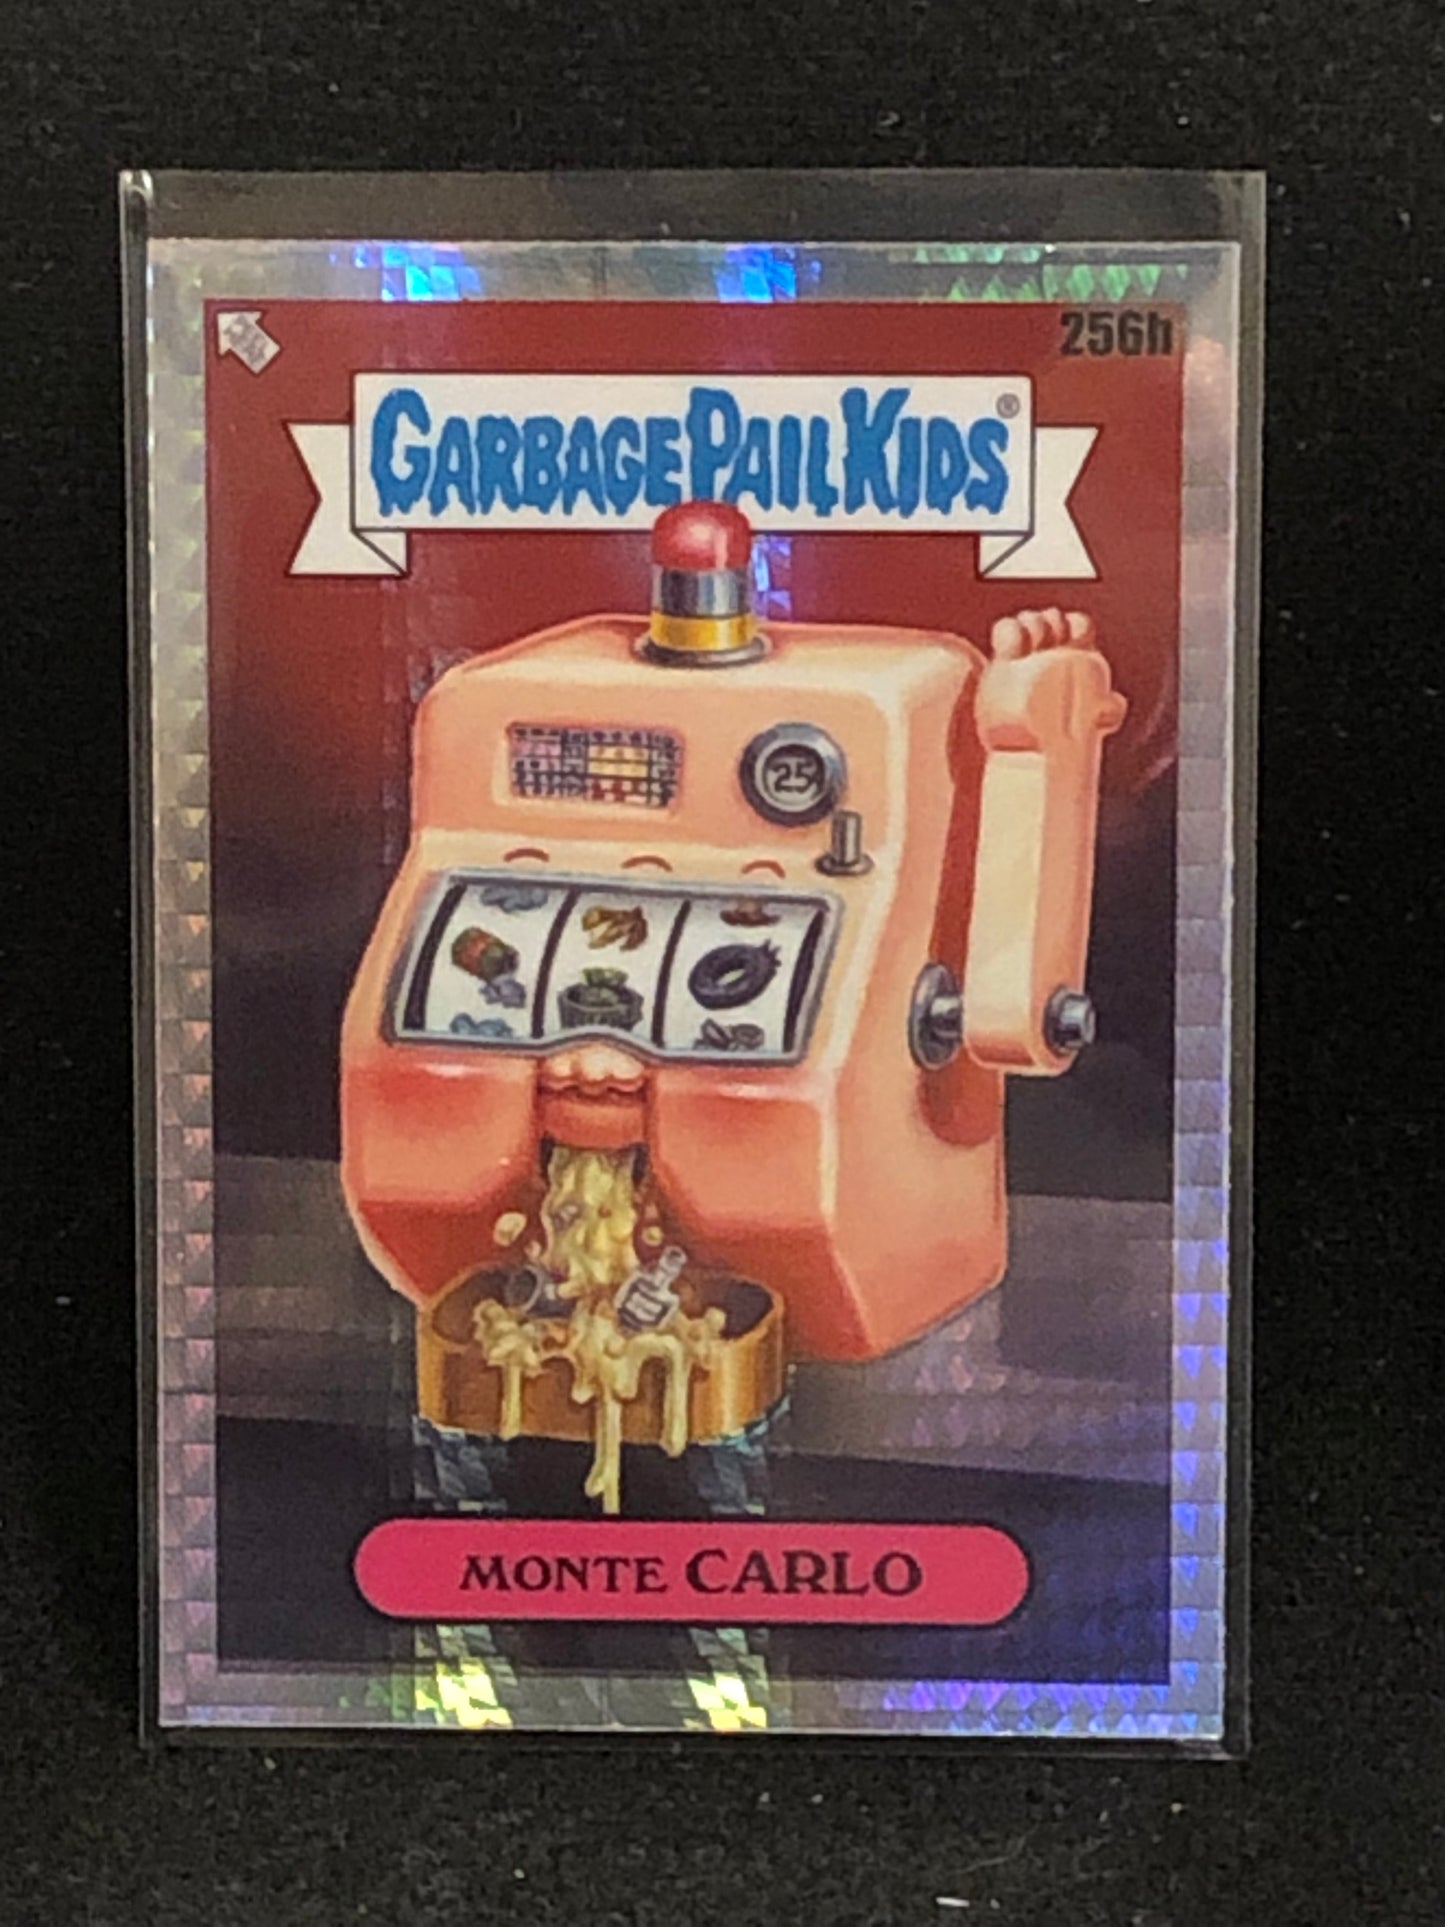 256h
GARBAGE PAIL KIDS®
25
MONTE CARLO